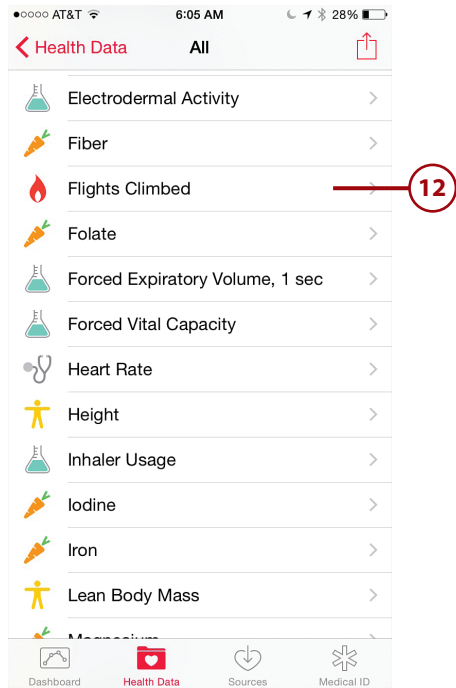 AT&T 6:05 AM 28%
Health Data All
Electrodermal Activity
Fiber
Flights Climbed
12
Folate
Forced Expiratory Volume, 1 sec
Forced Vital Capacity
Heart Rate
Height
Inhaler Usage
Iodine
Iron
Lean Body Mass
Magnesium
Dashboard Health Data Sources Medical ID